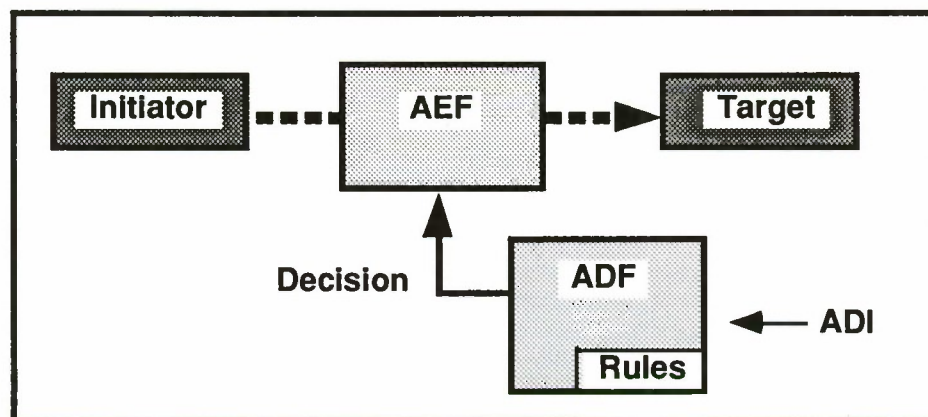 Initiator
AEF
Target
Decision
ADF
ADI
Rules